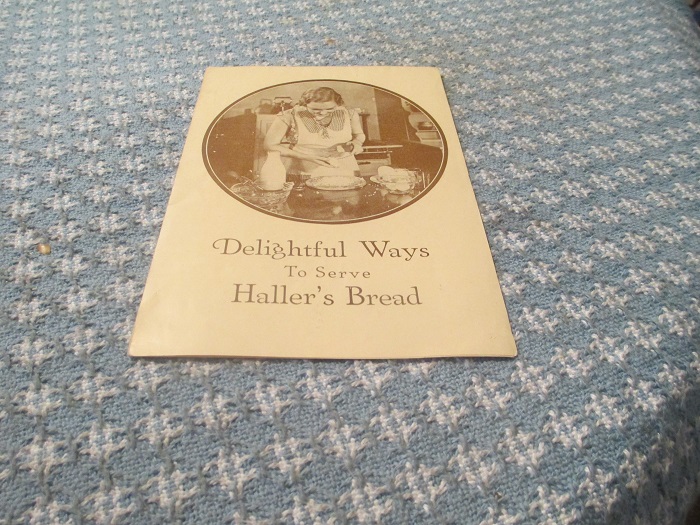 Delightful Ways
To Serve
Haller's Bread